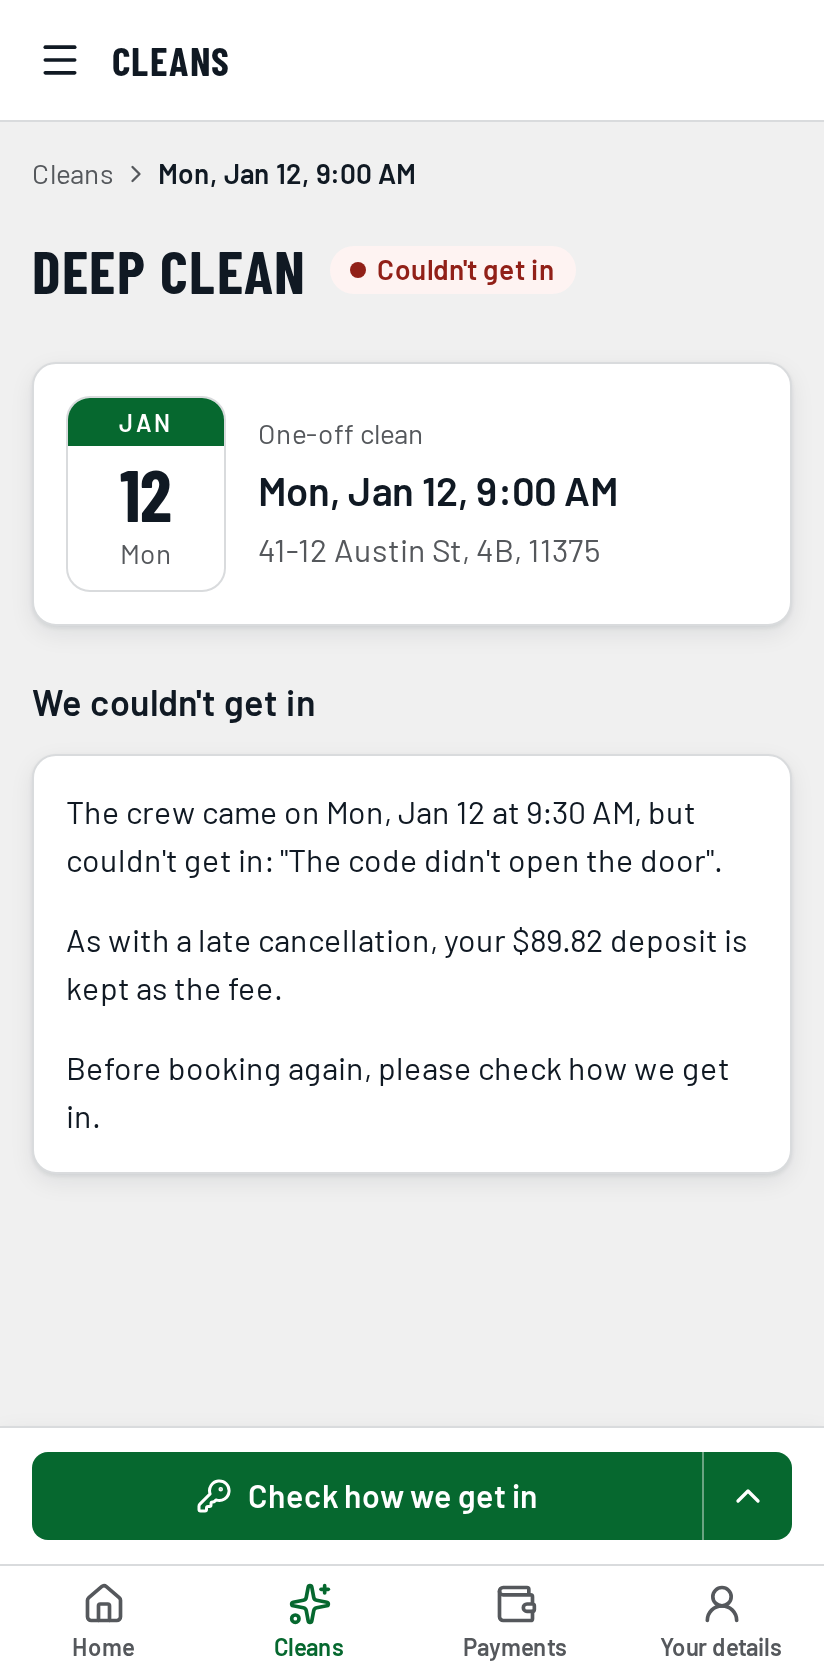 CLEANS
Cleans > Mon, Jan 12, 9:00 AM
DEEP CLEAN
Couldn't get in
JAN
12
Mon
One-off clean
Mon, Jan 12, 9:00 AM
41-12 Austin St, 4B, 11375
We couldn't get in
The crew came on Mon, Jan 12 at 9:30 AM, but
couldn't get in: "The code didn't open the door".
As with a late cancellation, your $89.82 deposit is
kept as the fee.
Before booking again, please check how we get
in.
Check how we get in
Home
Cleans
Payments
Your details